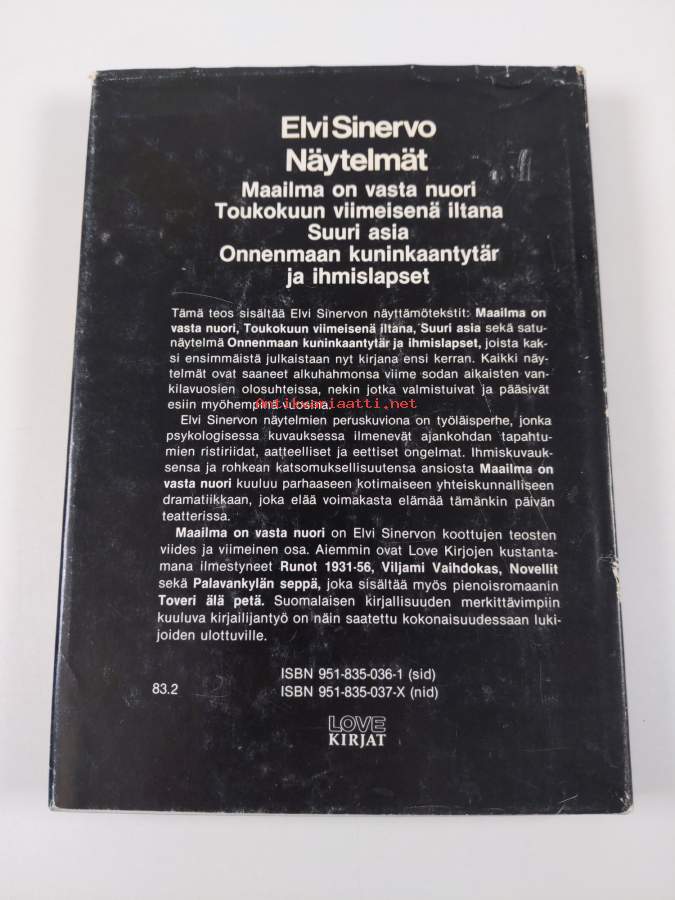 Elvi Sinervo
Näytelmät
Maailma on vasta nuori
Toukokuun viimeisenä iltana
Suuri asia
Onnenmaan kuninkaantytär
ja ihmislapset
Tämä teos sisältää Elvi Sinervon näyttämötekstit: Maailma on
vasta nuori, Toukokuun viimeisenä iltana, Suuri asia sekä satu-
näytelmä Onnenmaan kuninkaantytär ja ihmislapset, joista kak-
si ensimmäistä julkaistaan nyt kirjana ensi kerran. Kaikki näy-
telmät ovat saaneet alkuhahmonsa viime sodan aikaisten van-
kilavuosien olosuhteissa, nekin jotka valmistuivat ja pääsivät
esiin myöhempinä vuosina.
Antikvariaatti.net
Elvi Sinervon näytelmien peruskuviona on työläisperhe, jonka
psykologisessa kuvauksessa ilmenevät ajankohdan tapahtu-
mien ristiriidat, aatteelliset ja eettiset ongelmat. Ihmiskuvauk-
sensa ja rohkean katsomuksellisuutensa ansiosta Maailma on
vasta nuori kuuluu parhaaseen kotimaiseen yhteiskunnalliseen
dramatiikkaan, joka elää voimakasta elämää tämänkin päivän
teatterissa.
Maailma on vasta nuori on Elvi Sinervon koottujen teosten
viides ja viimeinen osa. Aiemmin ovat Love Kirjojen kustanta-
mana ilmestyneet Runot 1931-56, Viljami Vaihdokas, Novellit
sekä Palavankylän seppä, joka sisältää myös pienoisromaanin
Toveri älä petä. Suomalaisen kirjallisuuden merkittävimpiin
kuuluva kirjailijantyö on näin saatettu kokonaisuudessaan luki-
joiden ulottuville.
ISBN 951-835-036-1 (sid)
83.2 ISBN 951-835-037-X (nid)
LOVE
KIRJAT